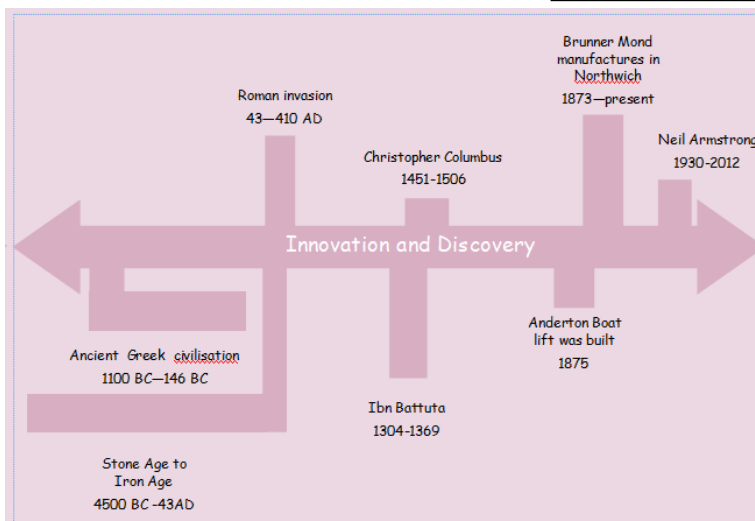 Brunner Mond
manufactures in
Northwich
1873—present
Roman invasion
43—410 AD
Neil Armstrong
1930-2012
Christopher Columbus
1451-1506
Innovation and Discovery
Anderton Boat
lift was built
1875
Ancient Greek civilisation
1100 BC—146 BC
Ibn Battuta
1304-1369
Stone Age to
Iron Age
4500 BC -43AD